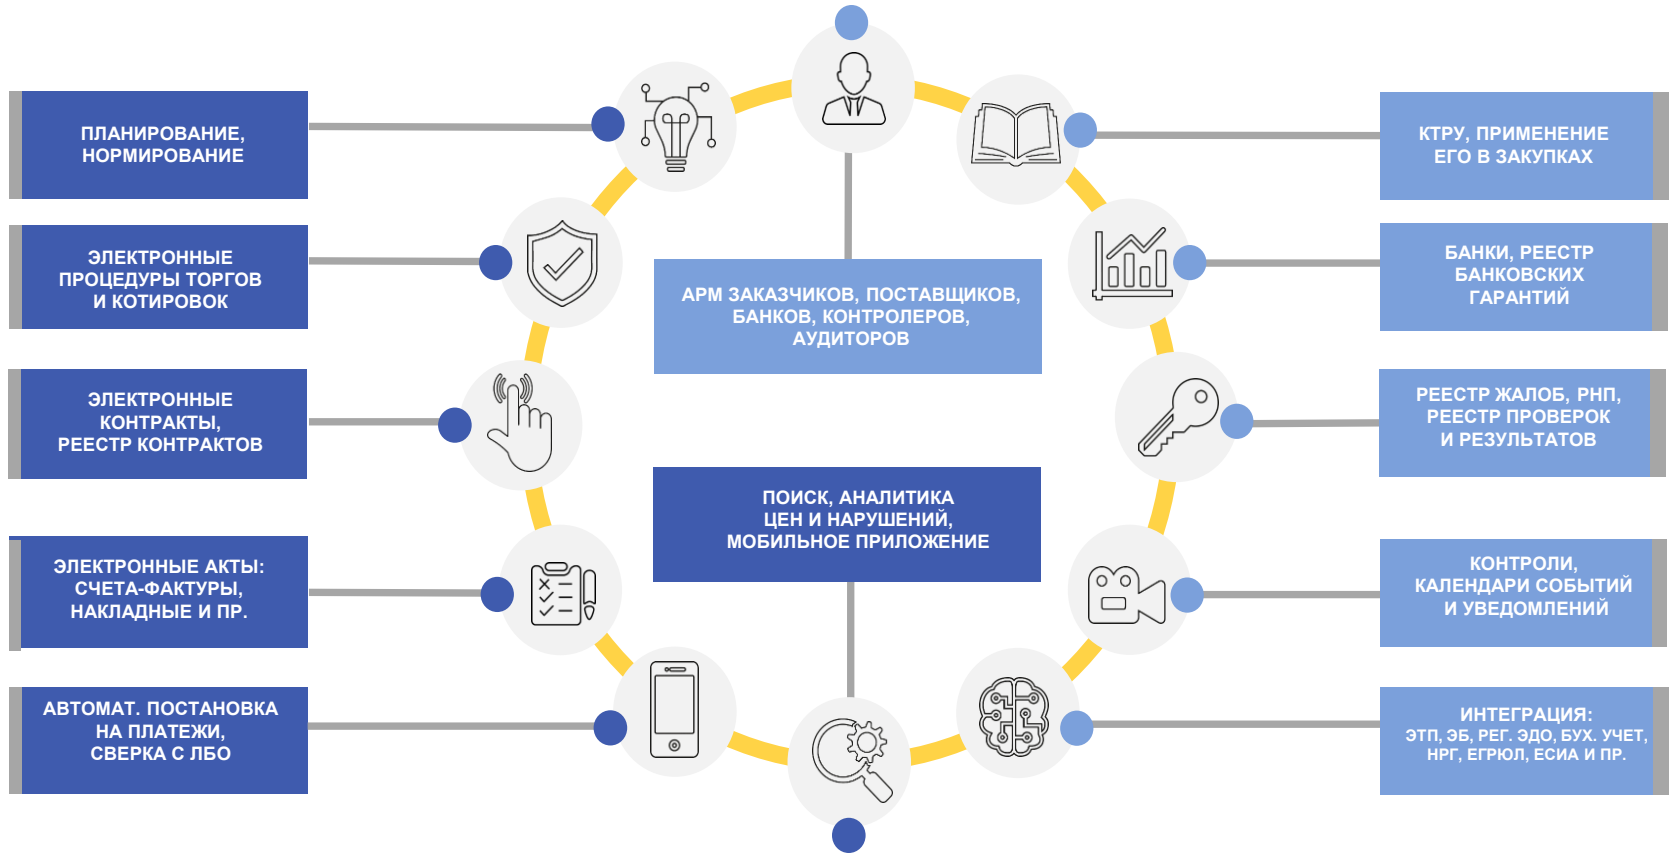 ПЛАНИРОВАНИЕ,
НОРМИРОВАНИЕ
ЭЛЕКТРОННЫЕ
ПРОЦЕДУРЫ ТОРГОВ
И КОТИРОВОК
ЭЛЕКТРОННЫЕ
КОНТРАКТЫ,
РЕЕСТР КОНТРАКТОВ
ЭЛЕКТРОННЫЕ АКТЫ:
СЧЕТА-ФАКТУРЫ,
НАКЛАДНЫЕ И ПР.
АВТОМАТ. ПОСТАНОВКА
НА ПЛАТЕЖИ,
СВЕРКА С ЛБО
АРМ ЗАКАЗЧИКОВ, ПОСТАВЩИКОВ,
БАНКОВ, КОНТРОЛЕРОВ,
АУДИТОРОВ
ПОИСК, АНАЛИТИКА
ЦЕН И НАРУШЕНИЙ,
МОБИЛЬНОЕ ПРИЛОЖЕНИЕ
КТРУ, ПРИМЕНЕНИЕ
ЕГО В ЗАКУПКАХ
БАНКИ, РЕЕСТР
БАНКОВСКИХ
ГАРАНТИЙ
РЕЕСТР ЖАЛОБ, РНП,
РЕЕСТР ПРОВЕРОК
И РЕЗУЛЬТАТОВ
КОНТРОЛИ,
КАЛЕНДАРИ СОБЫТИЙ
И УВЕДОМЛЕНИЙ
ИНТЕГРАЦИЯ:
ЭТП, ЭБ, РЕГ. ЭДО, БУХ. УЧЕТ,
НРГ, ЕГРЮЛ, ЕСИА И ПР.